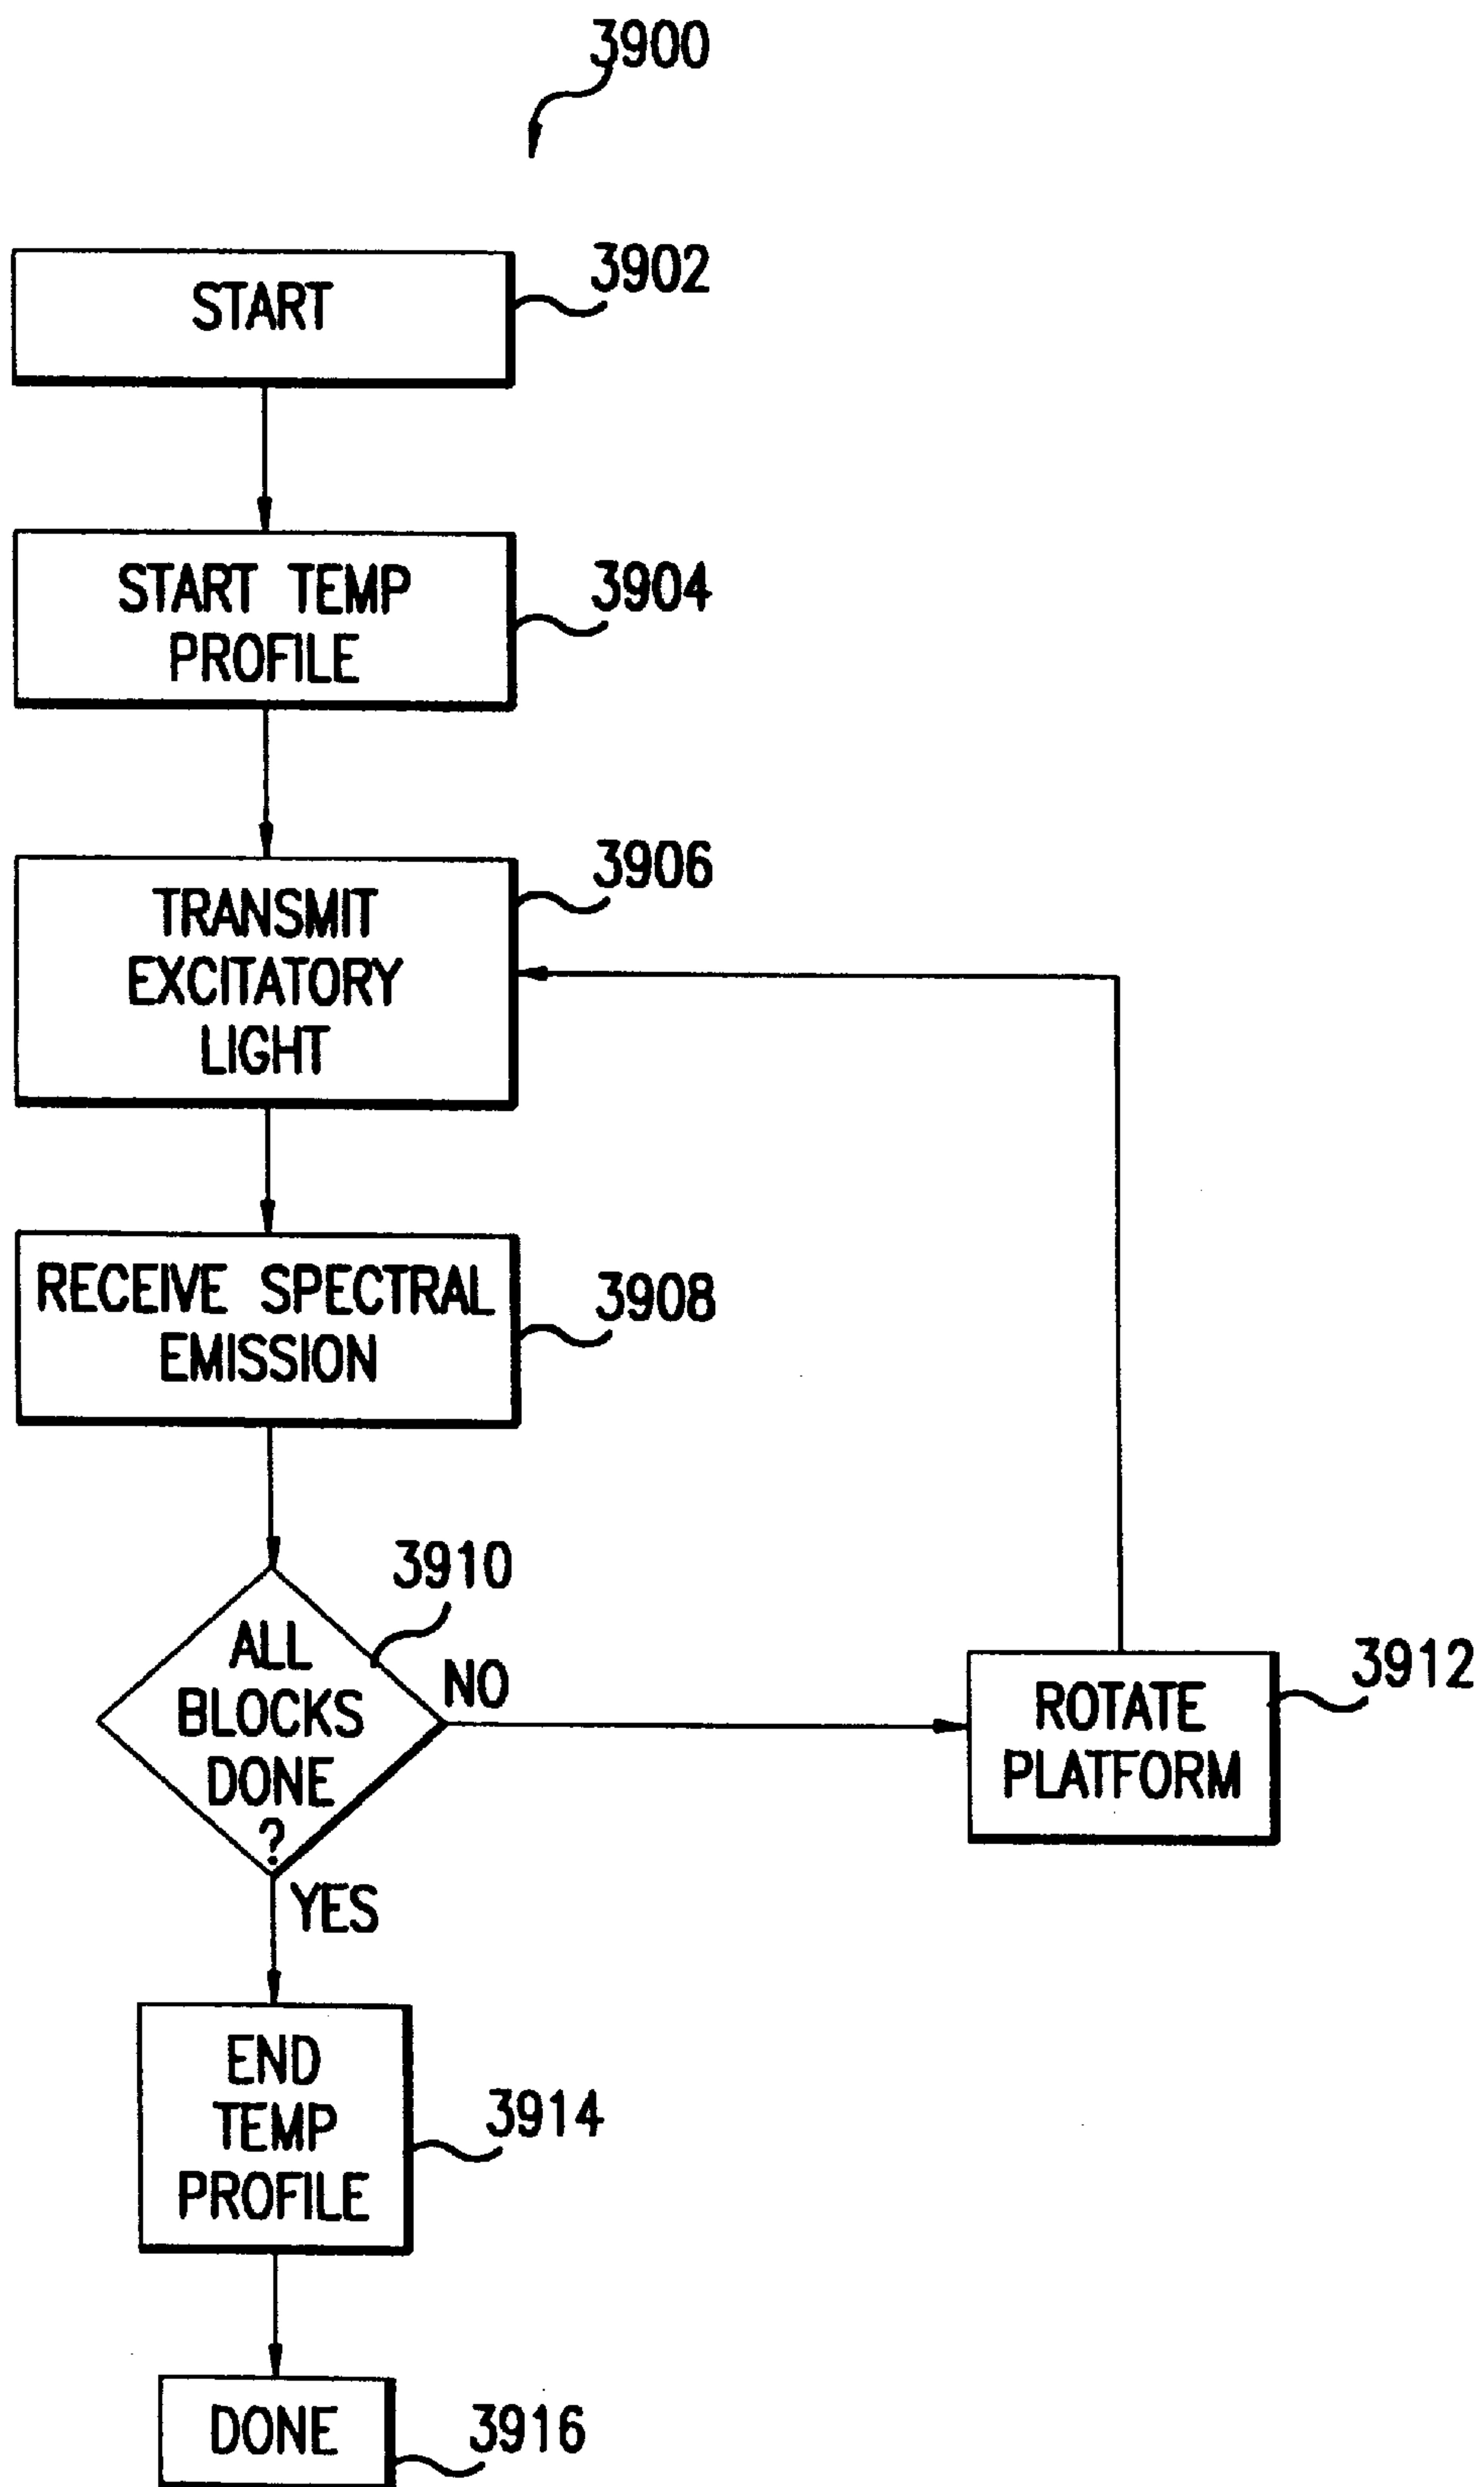 3900
START
3902
START TEMP
PROFILE
3904
TRANSMIT
EXCITATORY
LIGHT
3906
RECEIVE SPECTRAL
EMISSION
3908
ALL
BLOCKS
DONE
?
3910
NO
ROTATE
PLATFORM
3912
YES
END
TEMP
PROFILE
3914
DONE
3916